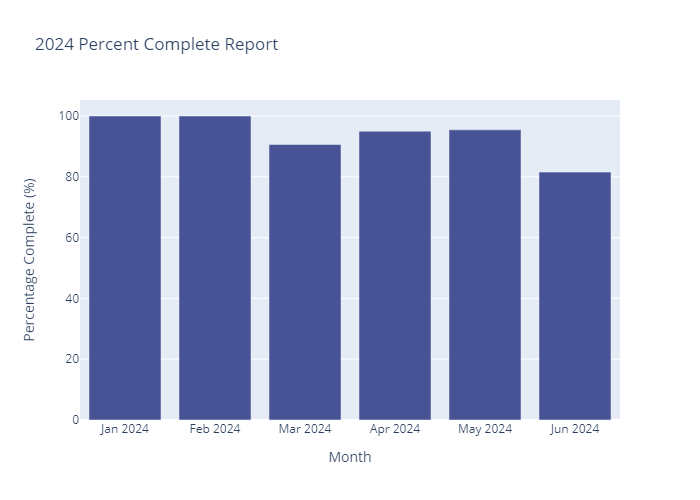 2024 Percent Complete Report
Percentage Complete (%)
100
80
60
40
20
0
Jan 2024
Feb 2024
Mar 2024
Apr 2024
May 2024
Jun 2024
Month